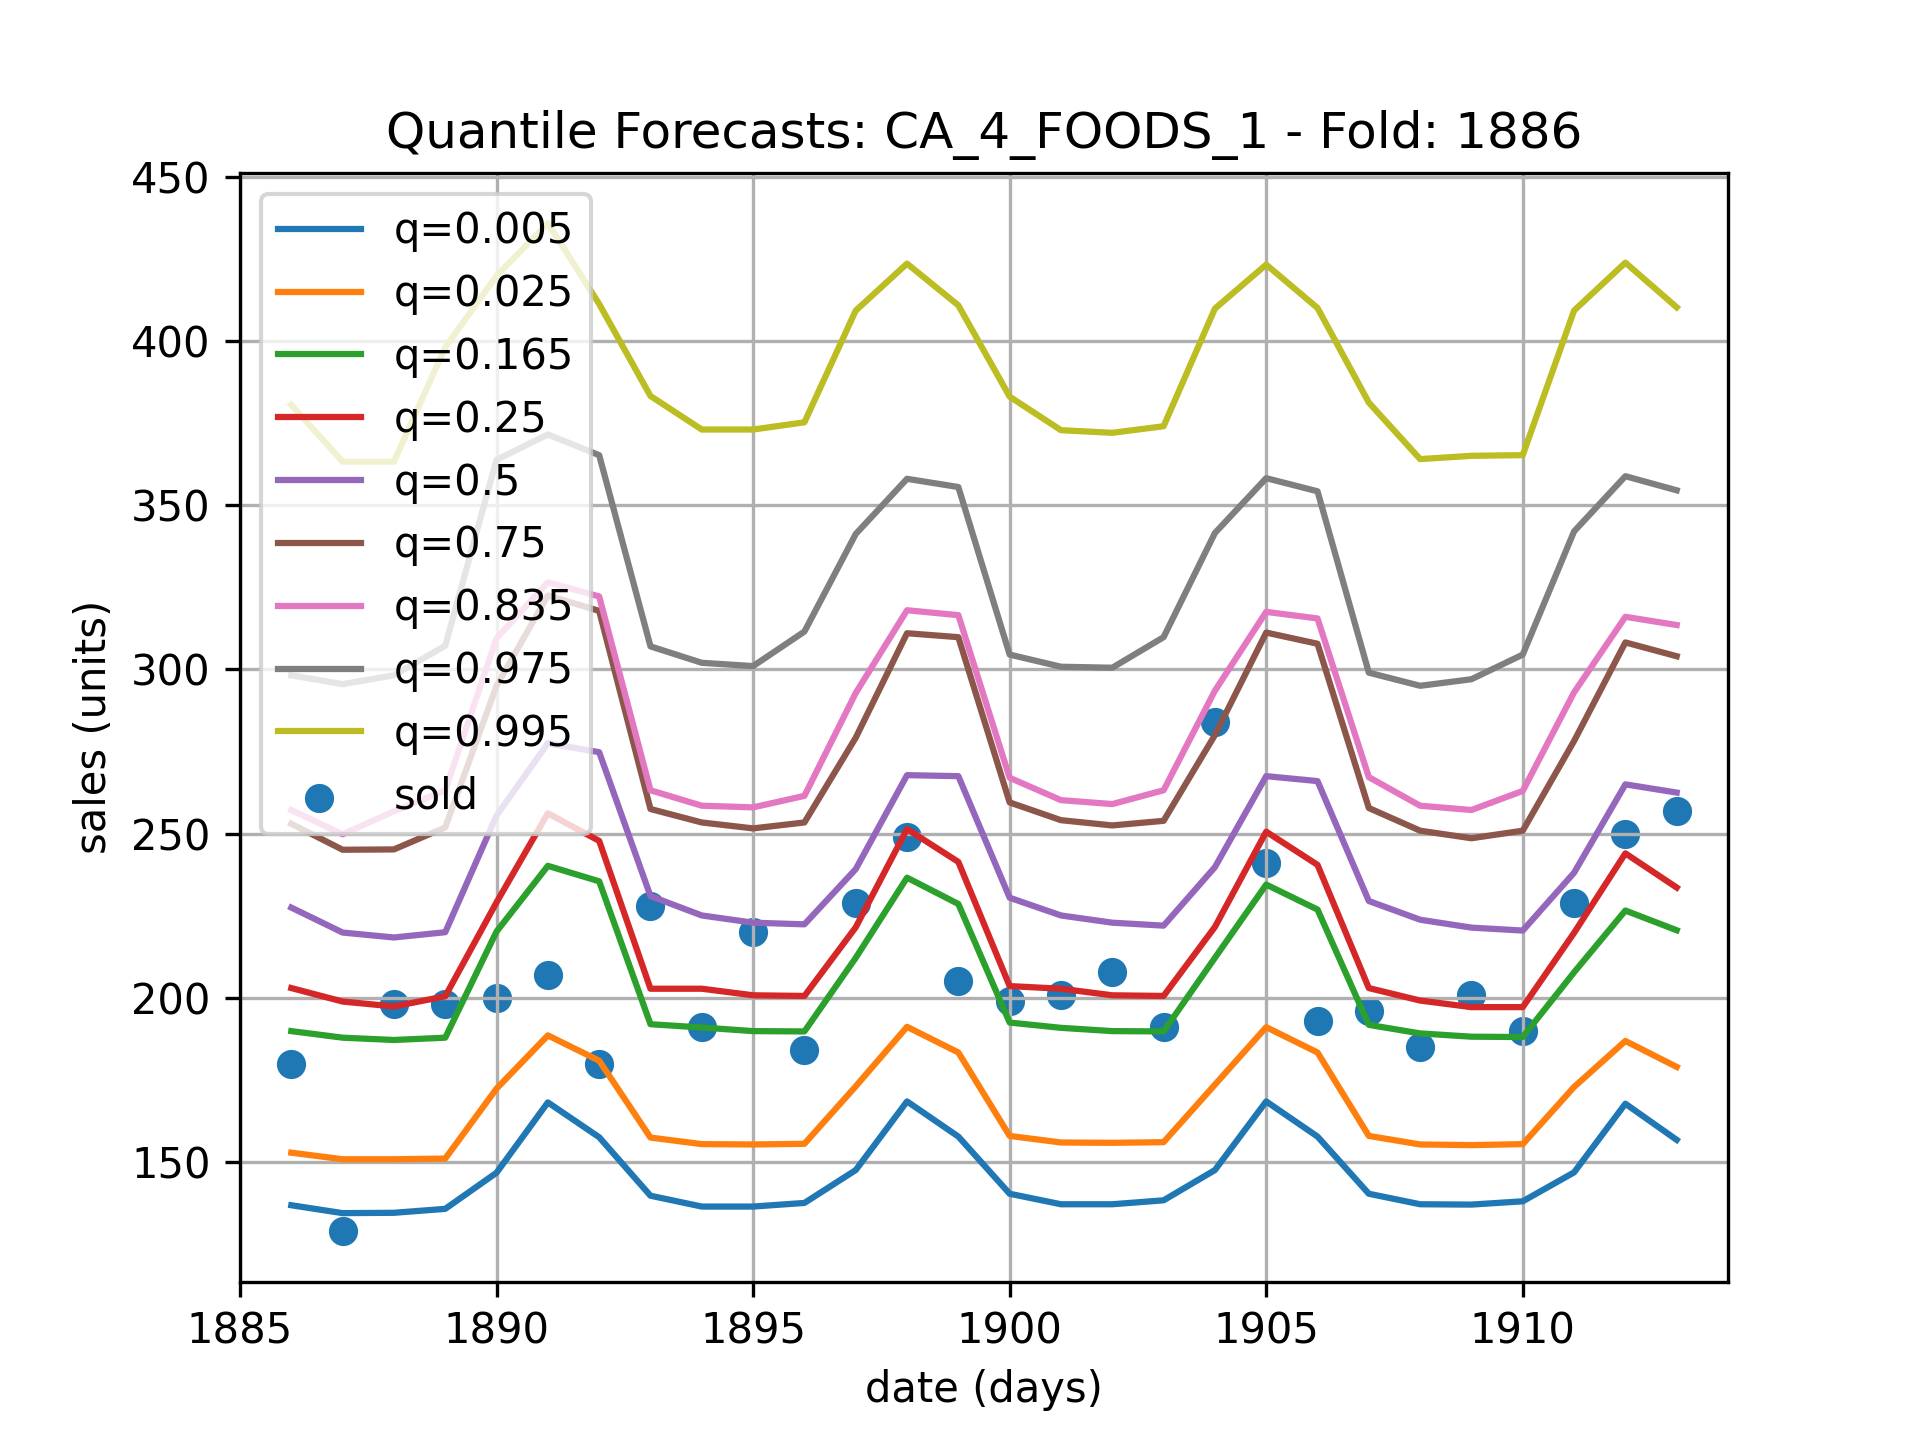 Quantile Forecasts: CA_4_FOODS_1 - Fold: 1886
450
400
350
300
250
200
150
sales (units)
q=0.005
q=0.025
q=0.165
q=0.25
q=0.5
q=0.75
q=0.835
q=0.975
q=0.995
sold
1885 1890 1895 1900 1905 1910
date (days)